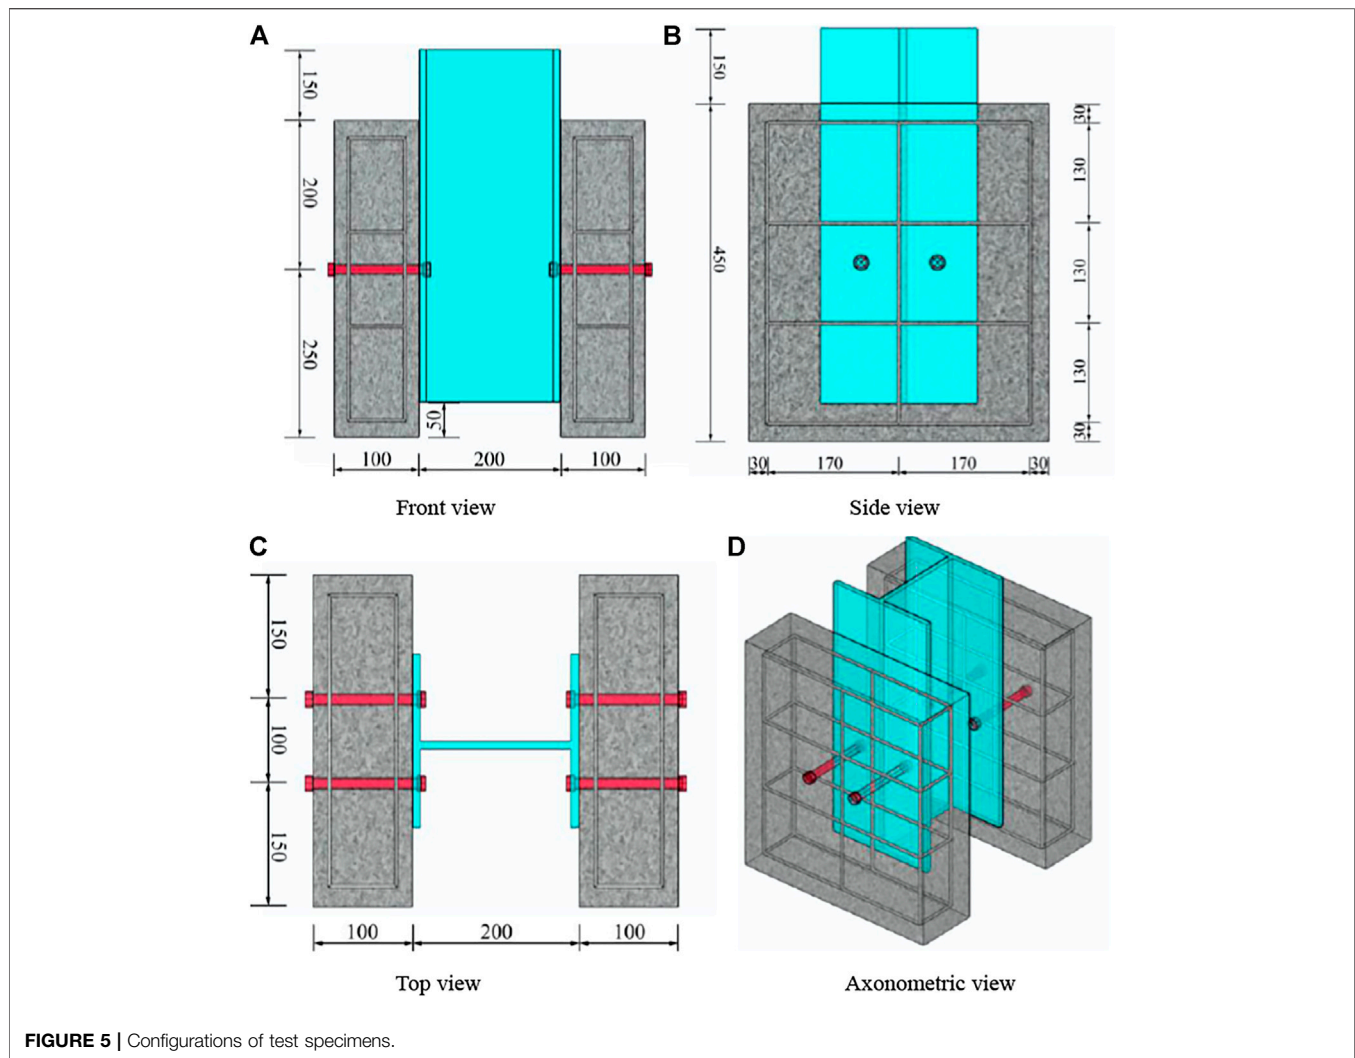 A
150
200
250
50
100 200 100
Front view
B
150
450
30
130
130
130
30
30 170 170 30
Side view
C
150
100
150
100 200 100
Top view
D
Axonometric view
FIGURE 5 | Configurations of test specimens.